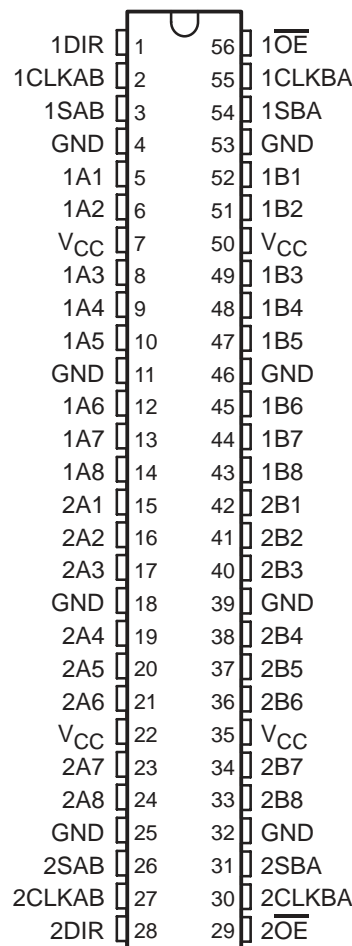 1DIR 1 56 1O̅E̅
1CLKAB 2 55 1CLKBA
1SAB 3 54 1SBA
GND 4 53 GND
1A1 5 52 1B1
1A2 6 51 1B2
VCC 7 50 VCC
1A3 8 49 1B3
1A4 9 48 1B4
1A5 10 47 1B5
GND 11 46 GND
1A6 12 45 1B6
1A7 13 44 1B7
1A8 14 43 1B8
2A1 15 42 2B1
2A2 16 41 2B2
2A3 17 40 2B3
GND 18 39 GND
2A4 19 38 2B4
2A5 20 37 2B5
2A6 21 36 2B6
VCC 22 35 VCC
2A7 23 34 2B7
2A8 24 33 2B8
GND 25 32 GND
2SAB 26 31 2SBA
2CLKAB 27 30 2CLKBA
2DIR 28 29 2O̅E̅